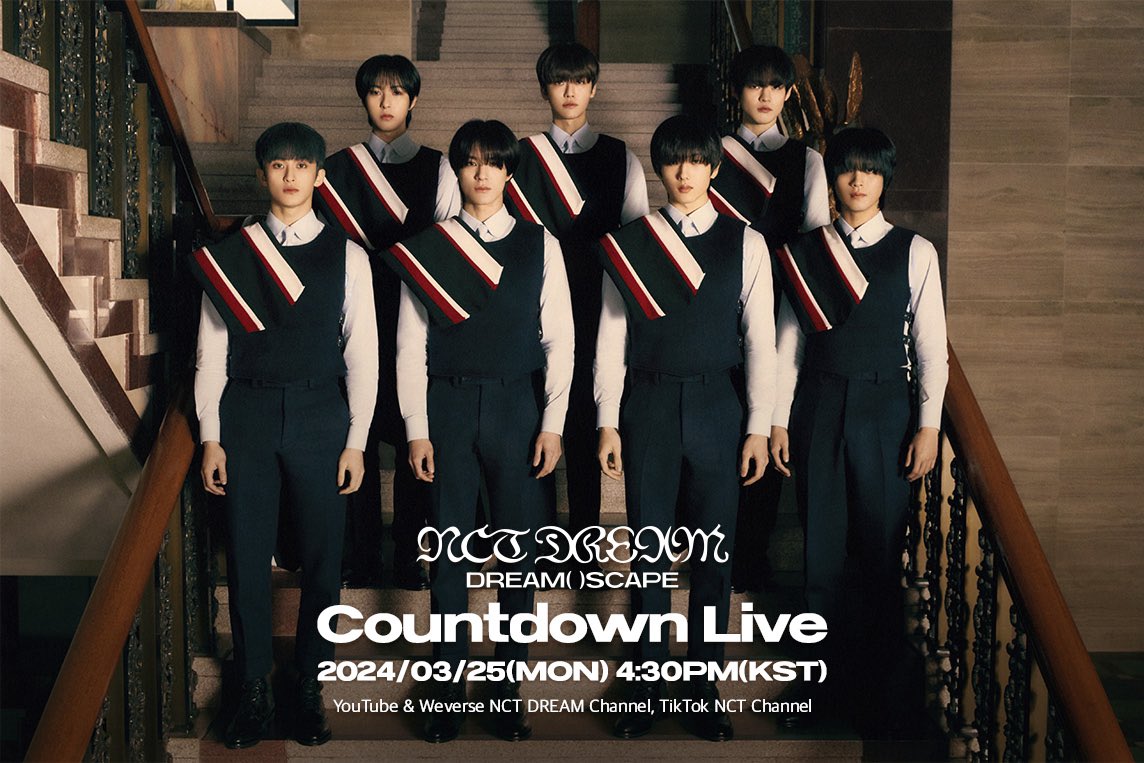 NCT DREAM
DREAM( )SCAPE
Countdown Live
2024/03/25(MON) 4:30PM(KST)
YouTube & Weverse NCT DREAM Channel, TikTok NCT Channel